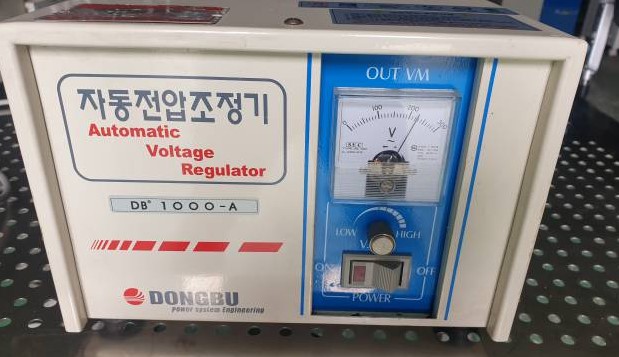 자동전압조정기
Automatic
Voltage
Regulator
DB® 1000-A
DONGBU
power system Engineering
OUT VM
0 100 200 300
V
LOW HIGH
ON OFF
POWER